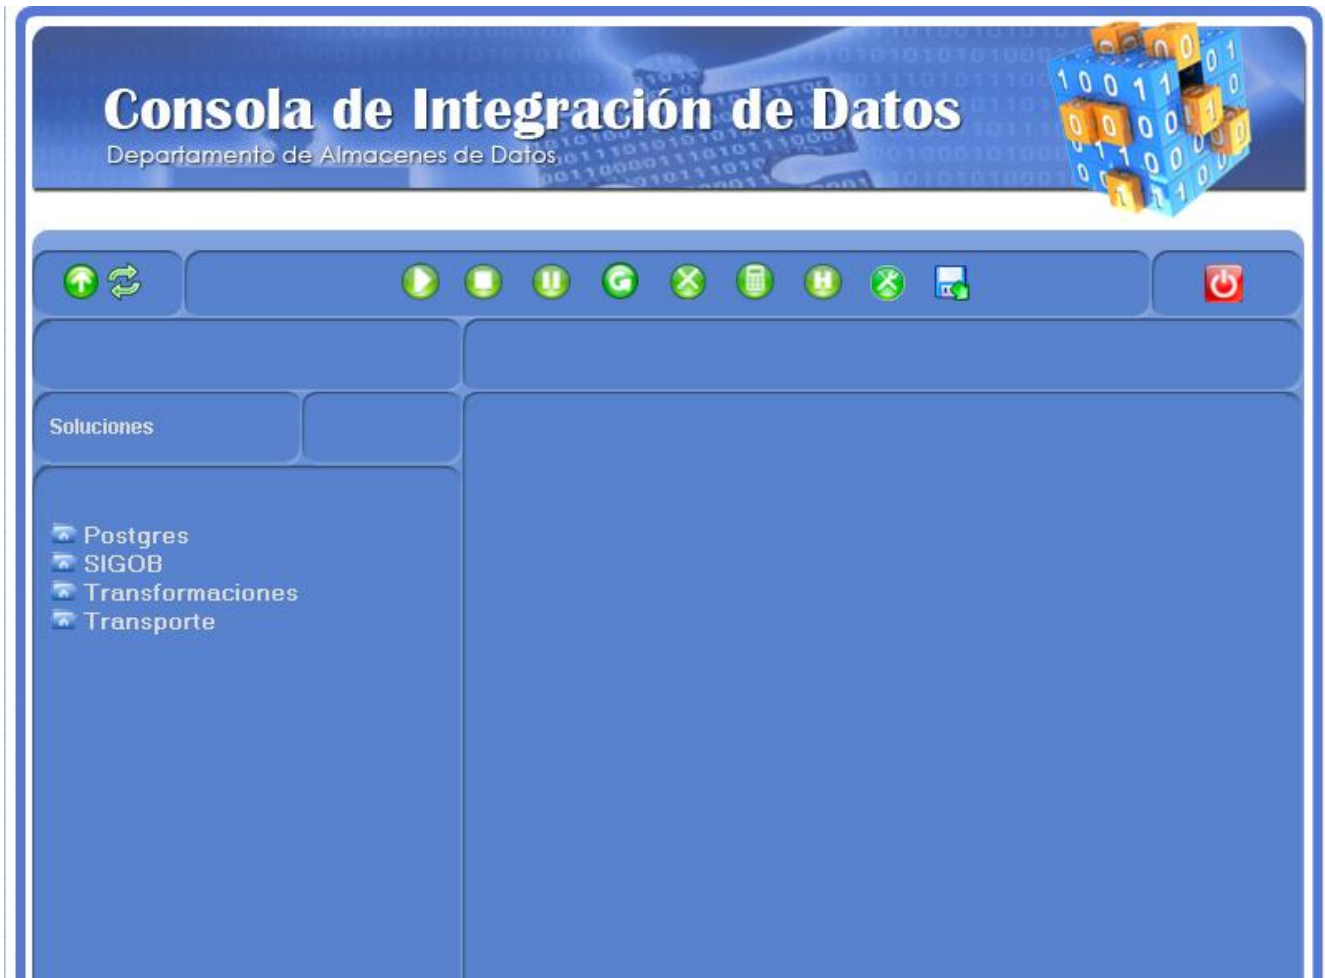 Consola de Integración de Datos
Departamento de Almacenes de Datos
G
H
Soluciones
Postgres
SIGOB
Transformaciones
Transporte